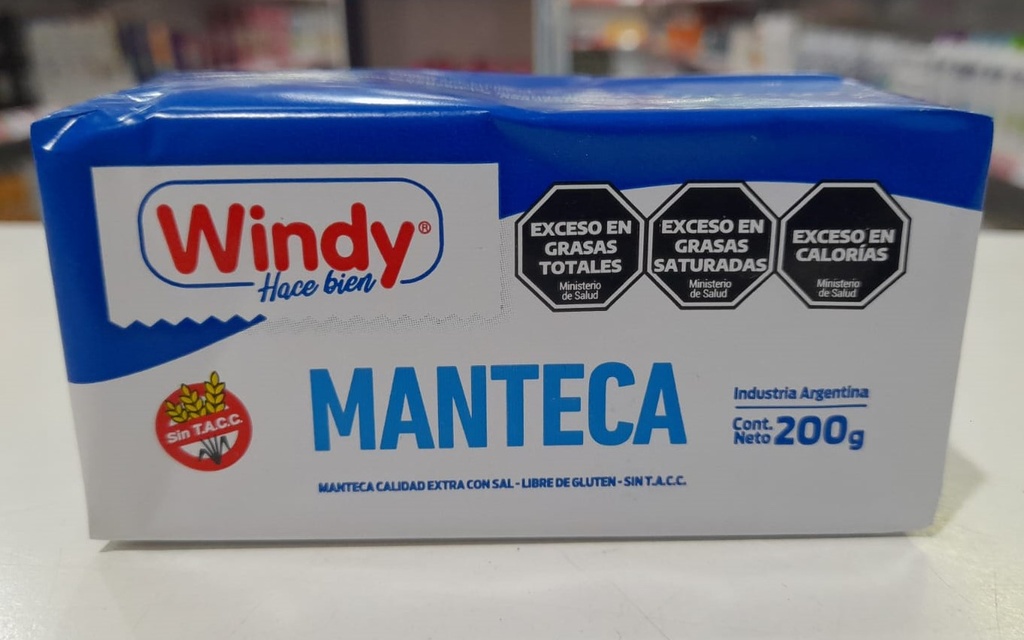 Windy®
Hace bien
EXCESO EN
GRASAS
TOTALES
Ministerio
de Salud
EXCESO EN
GRASAS
SATURADAS
Ministerio
de Salud
EXCESO EN
CALORÍAS
Ministerio
de Salud
Sin T.A.C.C.
MANTECA
Industria Argentina
Cont.
Neto 200g
MANTECA CALIDAD EXTRA CON SAL - LIBRE DE GLUTEN - SIN T.A.C.C.